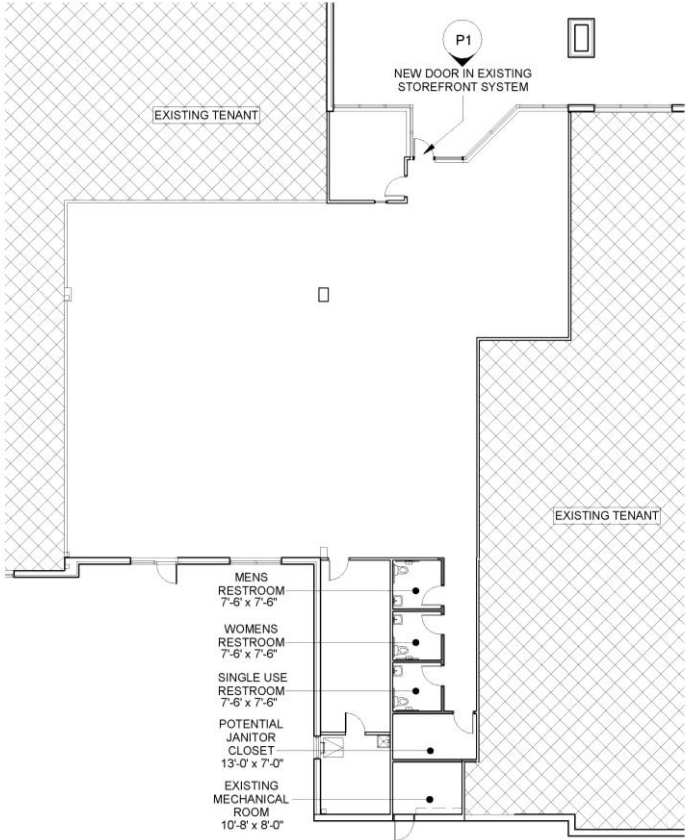 P1
NEW DOOR IN EXISTING
STOREFRONT SYSTEM
EXISTING TENANT
EXISTING TENANT
MENS
RESTROOM
7'-6' x 7'-6"
WOMENS
RESTROOM
7'-6' x 7'-6"
SINGLE USE
RESTROOM
7'-6' x 7'-6"
POTENTIAL
JANITOR
CLOSET
13'-0' x 7'-0"
EXISTING
MECHANICAL
ROOM
10'-8' x 8'-0"